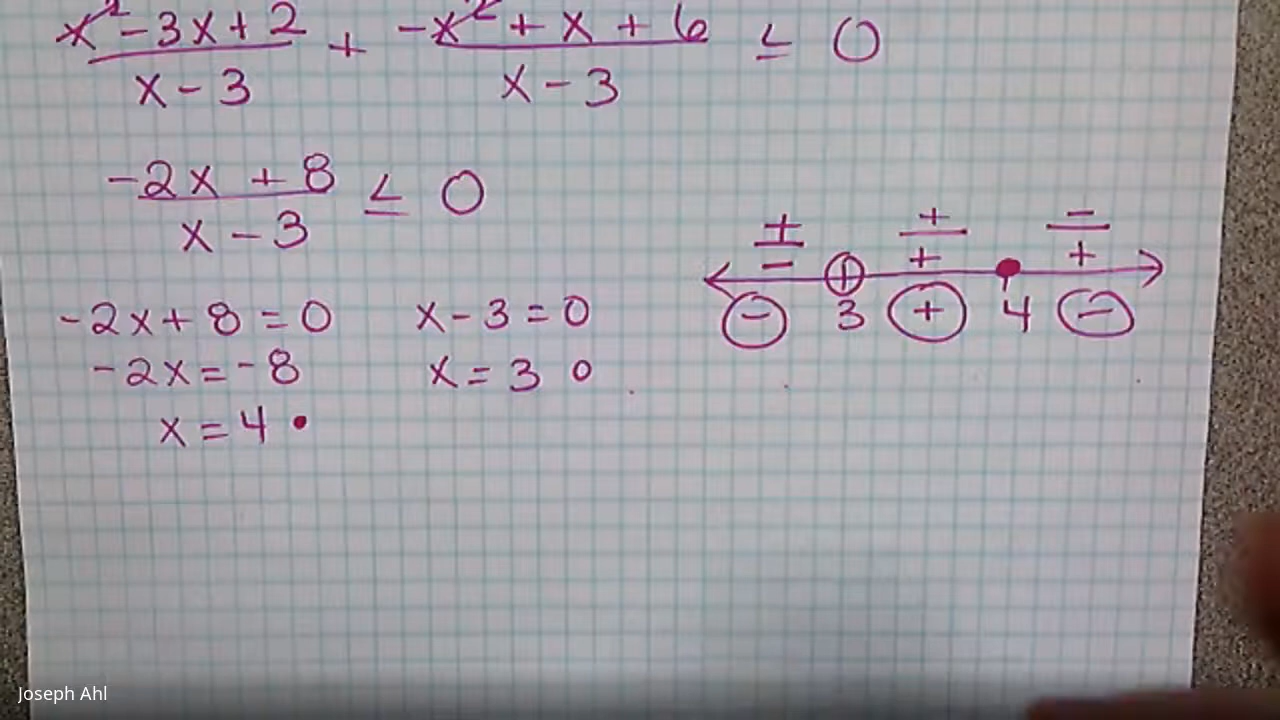 x² - 3x + 2 / x - 3 + -x² + x + 6 / x - 3 ≤ 0
-2x + 8 / x - 3 ≤ 0
+/- +/+ -/+
- 3 + 4 -
-2x + 8 = 0 x - 3 = 0
-2x = -8 x = 3 o
x = 4 •
Joseph Ahl